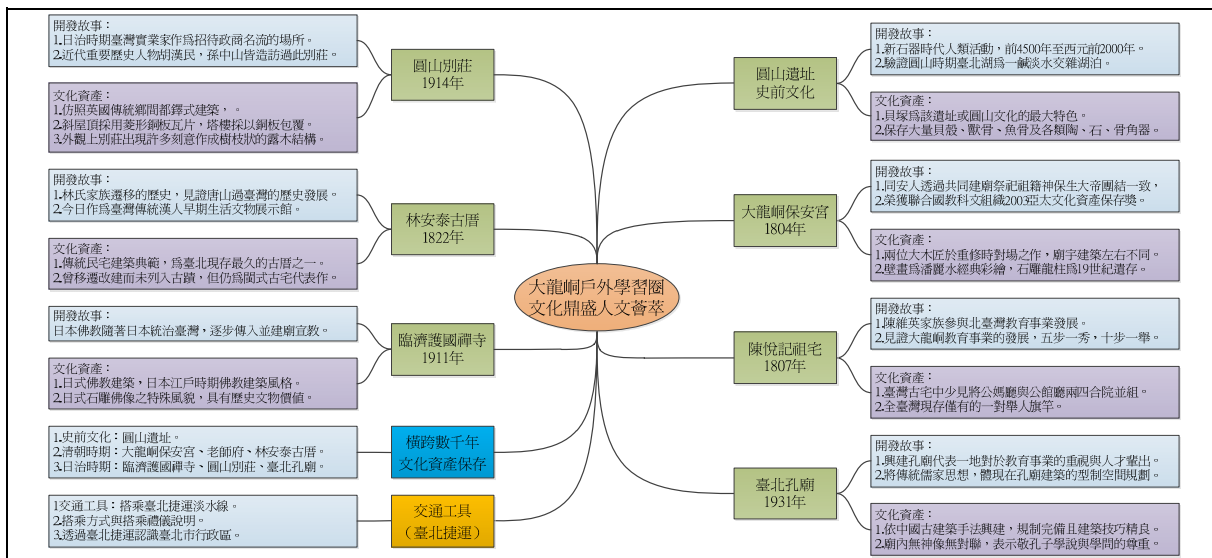 大龍峒戶外學習圈
文化鼎盛人文薈萃
圓山別莊
1914年
開發故事：
1.日治時期臺灣實業家作為招待政商名流的場所。
2.近代重要歷史人物胡漢民，孫中山皆造訪過此別莊。
文化資產：
1.仿照英國傳統鄉間都鐸式建築，。
2.斜屋頂採用菱形銅板瓦片，塔樓採以銅板包覆。
3.外觀上別莊出現許多刻意作成樹枝狀的露木結構。
林安泰古厝
1822年
開發故事：
1.林氏家族遷移的歷史，見證唐山過臺灣的歷史發展。
2.今日作為臺灣傳統漢人早期生活文物展示館。
文化資產：
1.傳統民宅建築典範，為臺北現存最久的古厝之一。
2.曾移遷改建而未列入古蹟，但仍為閩式古宅代表作。
臨濟護國禪寺
1911年
開發故事：
日本佛教隨著日本統治臺灣，逐步傳入並建廟宣教。
文化資產：
1.日式佛教建築，日本江戶時期佛教建築風格。
2.日式石雕佛像之特殊風貌，具有歷史文物價值。
橫跨數千年
文化資產保存
1.史前文化：圓山遺址。
2.清朝時期：大龍峒保安宮、老師府、林安泰古厝。
3.日治時期：臨濟護國禪寺、圓山別莊、臺北孔廟。
交通工具
（臺北捷運）
1交通工具：搭乘臺北捷運淡水線。
2.搭乘方式與搭乘禮儀說明。
3.透過臺北捷運認識臺北市行政區。
圓山遺址
史前文化
開發故事：
1.新石器時代人類活動，前4500年至西元前2000年。
2.驗證圓山時期臺北湖為一鹹淡水交雜湖泊。
文化資產：
1.貝塚為該遺址或圓山文化的最大特色。
2.保存大量貝殼、獸骨、魚骨及各類陶、石、骨角器。
大龍峒保安宮
1804年
開發故事：
1.同安人透過共同建廟祭祀祖籍神保生大帝團結一致，
2.榮獲聯合國教科文組織2003亞太文化資產保存獎。
文化資產：
1.兩位大木匠於重修時對場之作，廟宇建築左右不同。
2.壁畫為潘麗水經典彩繪，石雕龍柱為19世紀遺存。
陳悅記祖宅
1807年
開發故事：
1.陳維英家族參與北臺灣教育事業發展。
2.見證大龍峒教育事業的發展，五步一秀，十步一舉。
文化資產：
1.臺灣古宅中少見將公媽廳與公館廳兩四合院並組。
2.全臺灣現存僅有的一對舉人旗竿。
臺北孔廟
1931年
開發故事：
1.興建孔廟代表一地對於教育事業的重視與人才輩出。
2.將傳統儒家思想，體現在孔廟建築的型制空間規劃。
文化資產：
1.依中國古建築手法興建，規制完備且建築技巧精良。
2.廟內無神像無對聯，表示敬孔子學說與學問的尊重。